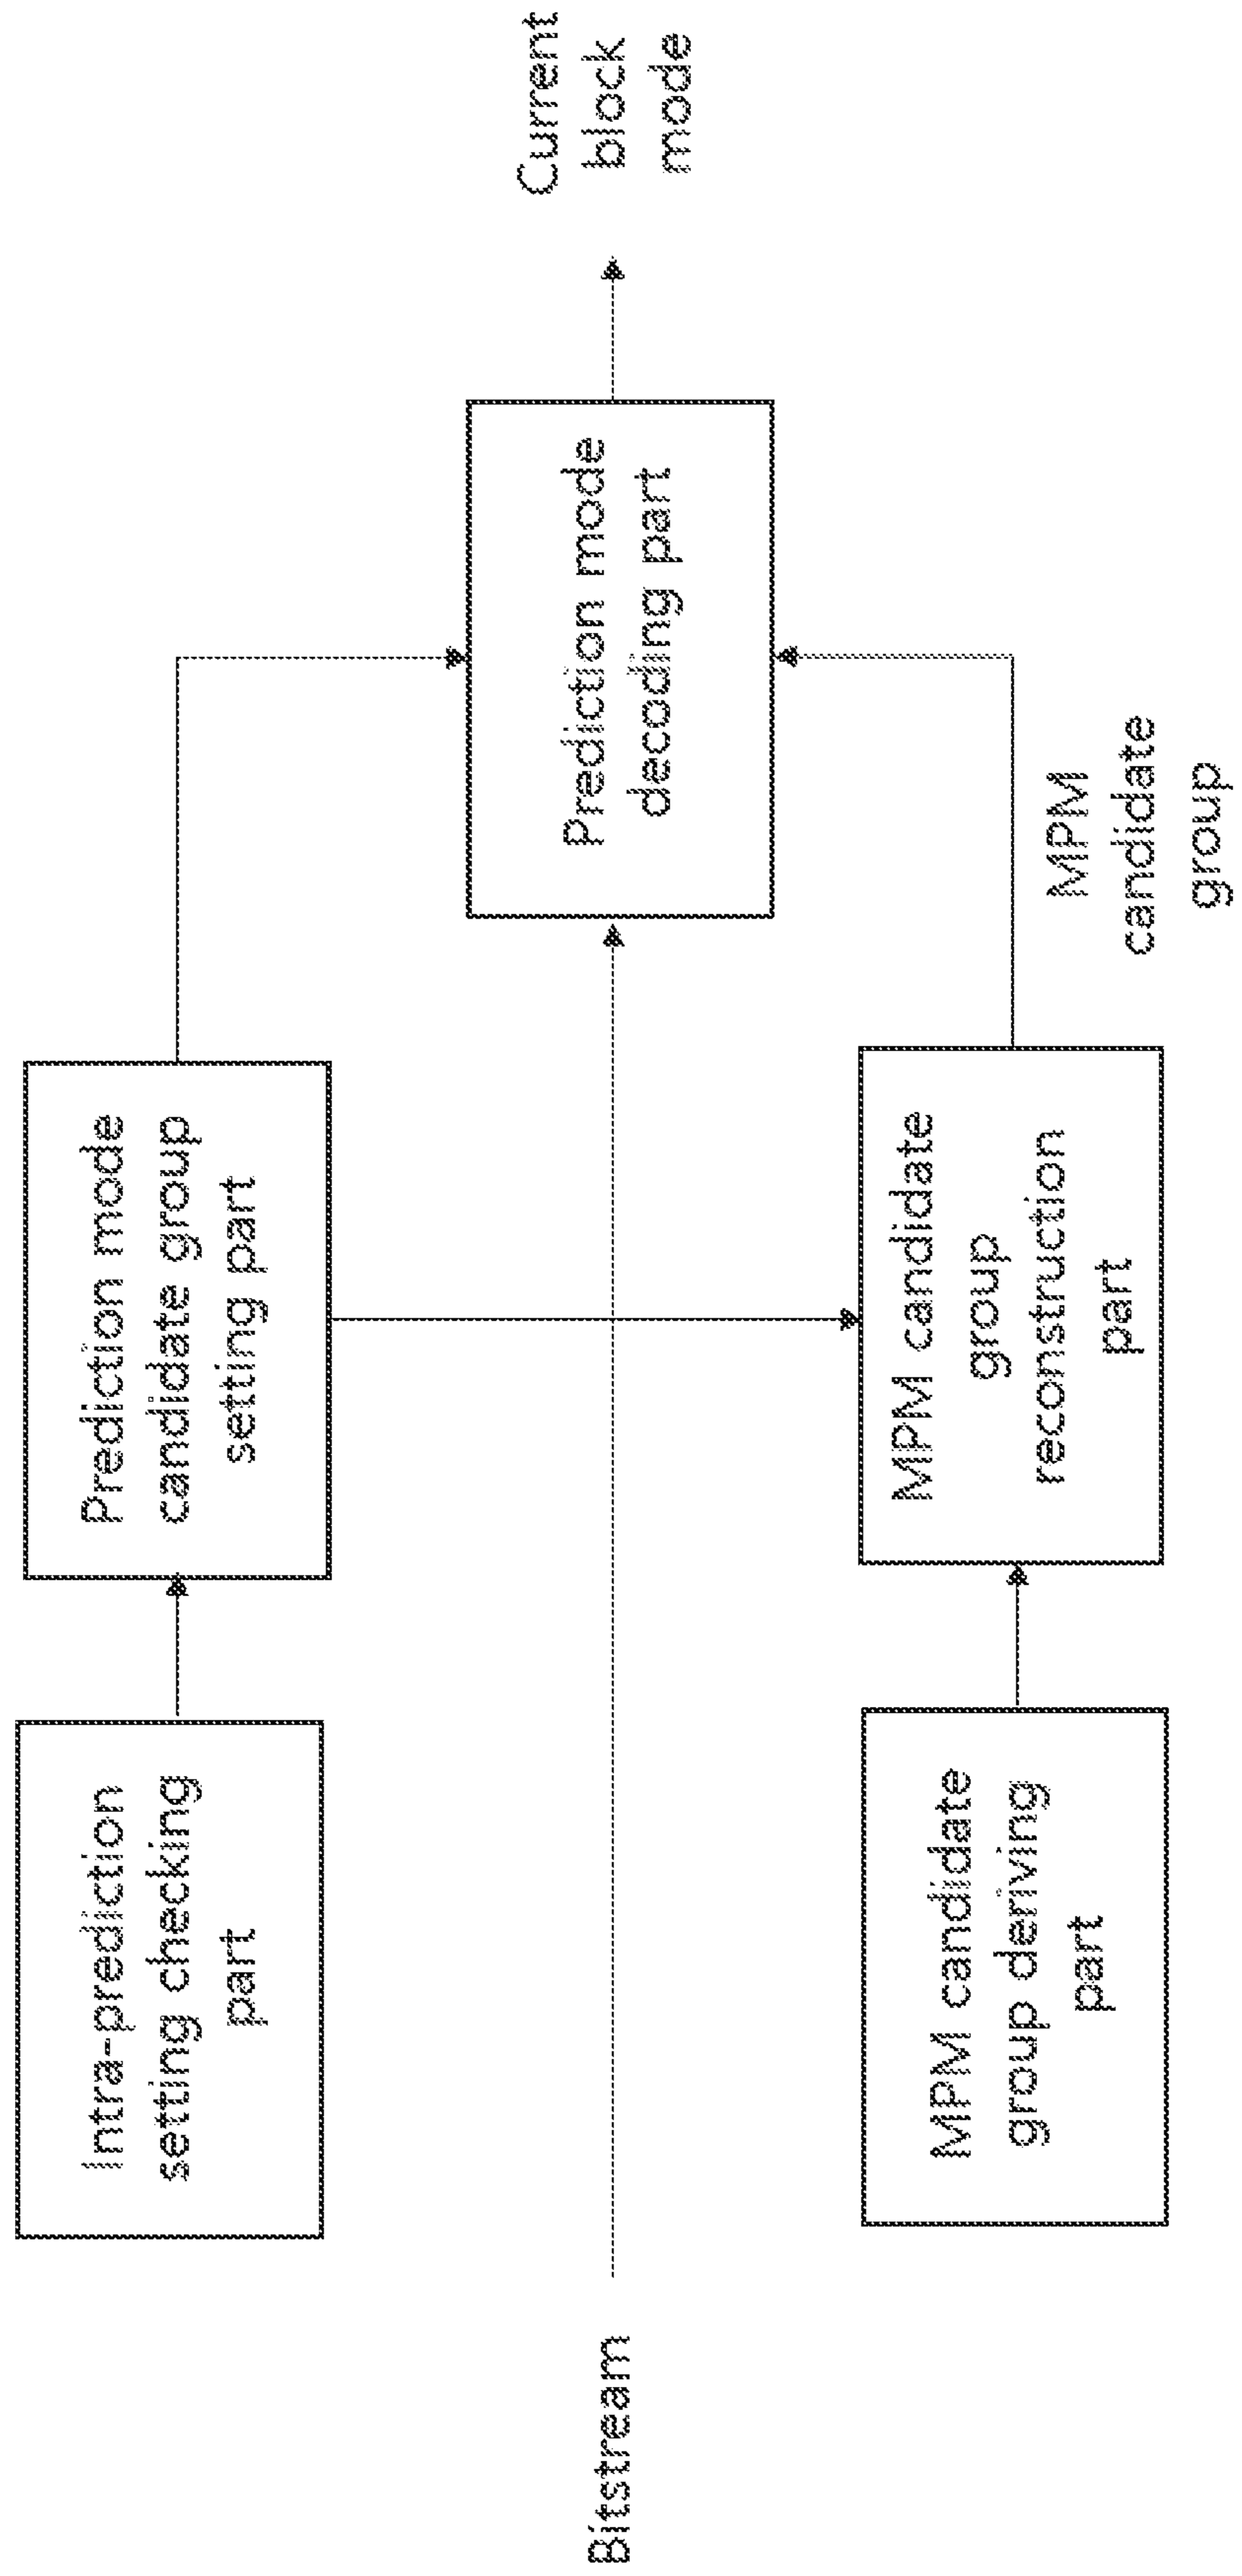 Intra-prediction
setting checking
part
Prediction mode
candidate group
setting part
Bitstream
Prediction mode
decoding part
Current
block
mode
MPM candidate
group deriving
part
MPM candidate
group
reconstruction
part
MPM
candidate
group